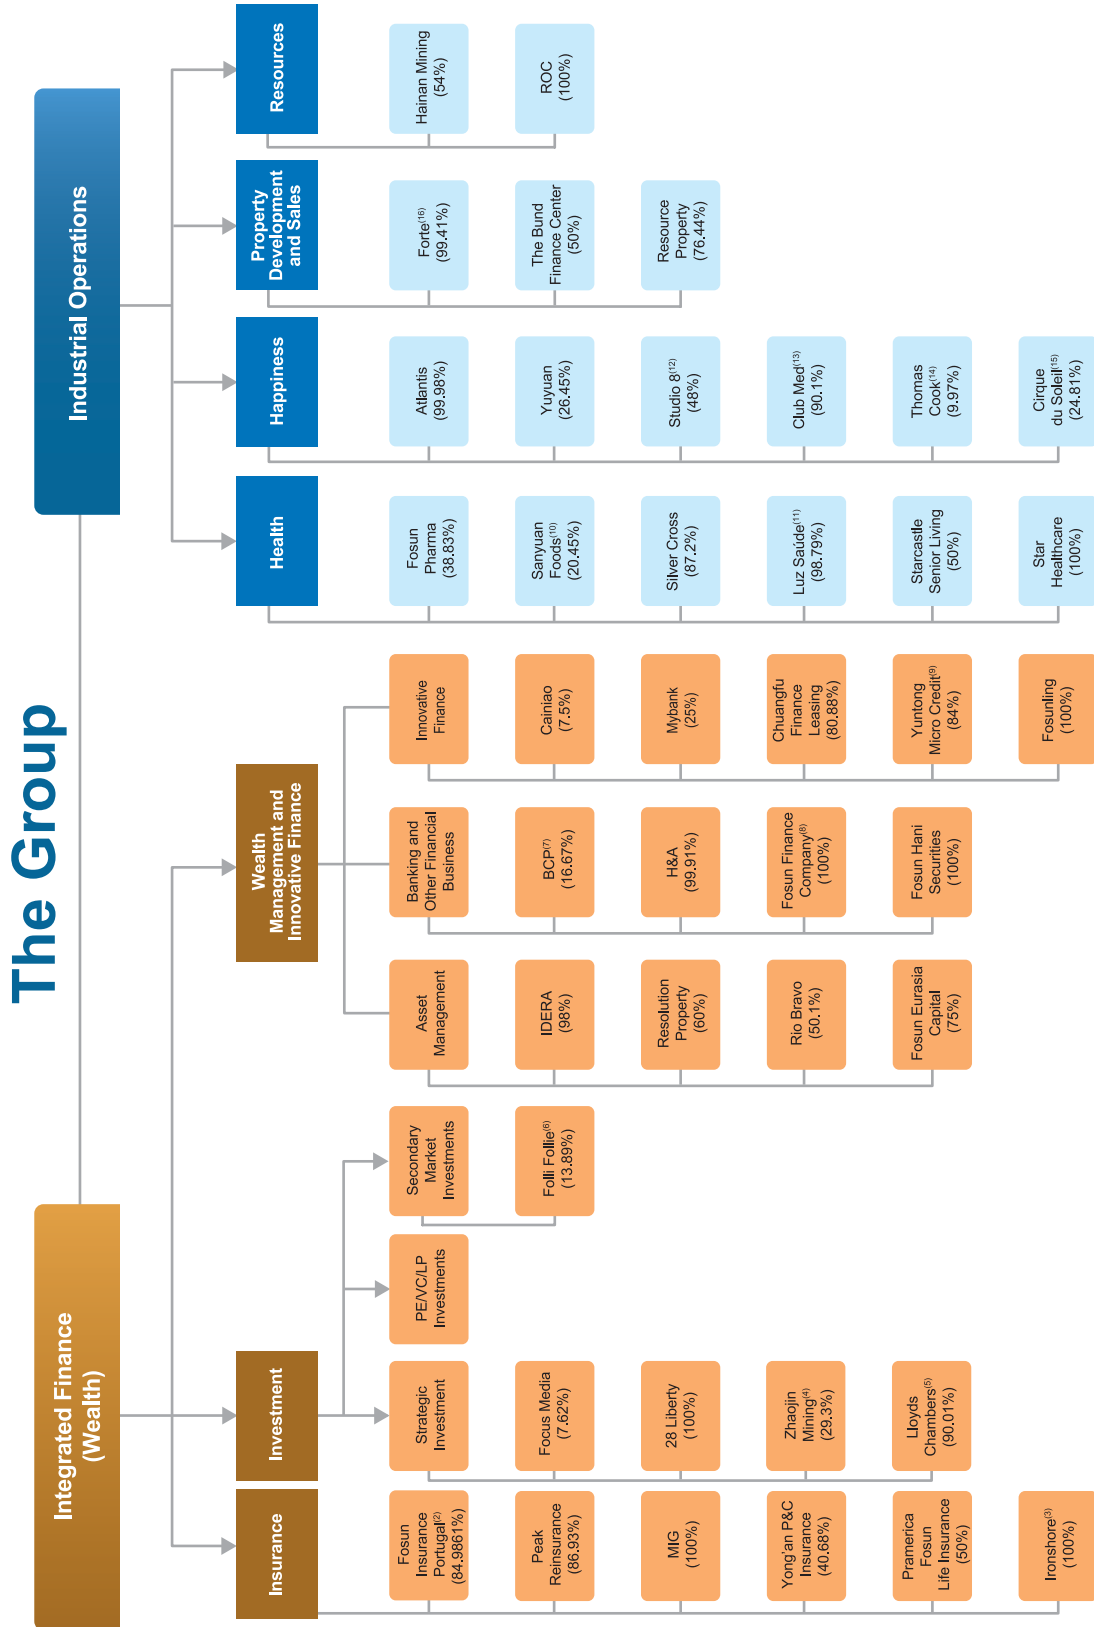 The Group
Integrated Finance
(Wealth)
Industrial Operations
Insurance
Investment
Wealth
Management and
Innovative Finance
Health
Happiness
Property
Development
and Sales
Resources
Fosun
Insurance
Portugal(2)
(84.9861%)
Peak
Reinsurance
(86.93%)
MIG
(100%)
Yong'an P&C
Insurance
(40.68%)
Pramerica
Fosun
Life Insurance
(50%)
Ironshore(3)
(100%)
Strategic
Investment
Focus Media
(7.62%)
28 Liberty
(100%)
Zhaojin
Mining(4)
(29.3%)
Lloyds
Chambers(5)
(90.01%)
PE/VC/LP
Investments
Secondary
Market
Investments
Folli Follie(6)
(13.89%)
Asset
Management
IDERA
(98%)
Resolution
Property
(60%)
Rio Bravo
(50.1%)
Fosun Eurasia
Capital
(75%)
Banking and
Other Financial
Business
BCP(7)
(16.67%)
H&A
(99.91%)
Fosun Finance
Company(8)
(100%)
Fosun Hani
Securities
(100%)
Innovative
Finance
Cainiao
(7.5%)
Mybank
(25%)
Chuangfu
Finance
Leasing
(80.88%)
Yuntong
Micro Credit(9)
(84%)
Fosunling
(100%)
Fosun
Pharma
(38.83%)
Sanyuan
Foods(10)
(20.45%)
Silver Cross
(87.2%)
Luz Saúde(11)
(98.79%)
Starcastle
Senior Living
(50%)
Star
Healthcare
(100%)
Atlantis
(99.98%)
Yuyuan
(26.45%)
Studio 8(12)
(48%)
Club Med(13)
(90.1%)
Thomas
Cook(14)
(9.97%)
Cirque
du Soleil(15)
(24.81%)
Forte(16)
(99.41%)
The Bund
Finance Center
(50%)
Resource
Property
(76.44%)
Hainan Mining
(54%)
ROC
(100%)